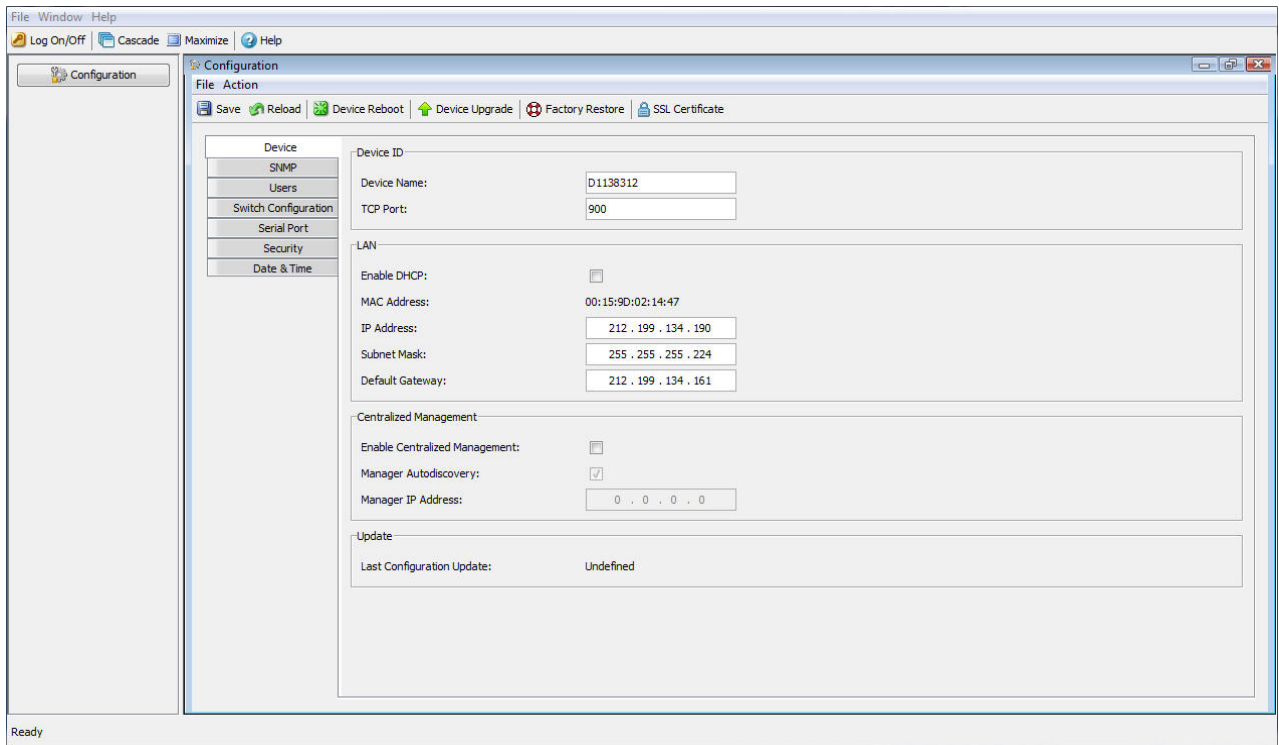 File Window Help
Log On/Off Cascade Maximize Help
Configuration
Configuration
File Action
Save Reload Device Reboot Device Upgrade Factory Restore SSL Certificate
Device
SNMP
Users
Switch Configuration
Serial Port
Security
Date & Time
Device ID
Device Name: D1138312
TCP Port: 900
LAN
Enable DHCP:
MAC Address: 00:15:9D:02:14:47
IP Address: 212 . 199 . 134 . 190
Subnet Mask: 255 . 255 . 255 . 224
Default Gateway: 212 . 199 . 134 . 161
Centralized Management
Enable Centralized Management:
Manager Autodiscovery:
Manager IP Address: 0 . 0 . 0 . 0
Update
Last Configuration Update: Undefined
Ready